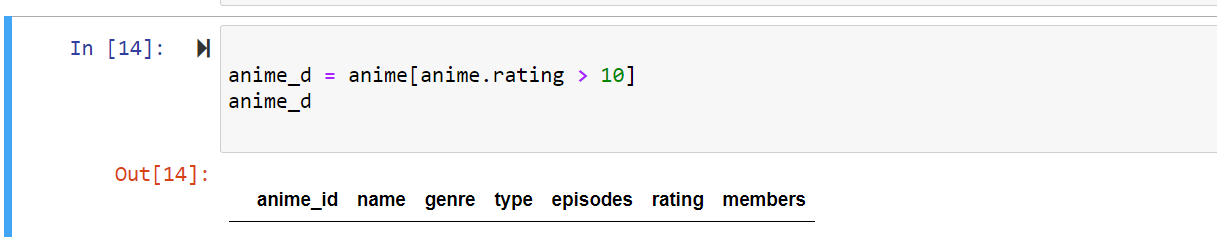 In [14]:
anime_d = anime[anime.rating > 10]
anime_d
Out[14]:
anime_id name genre type episodes rating members